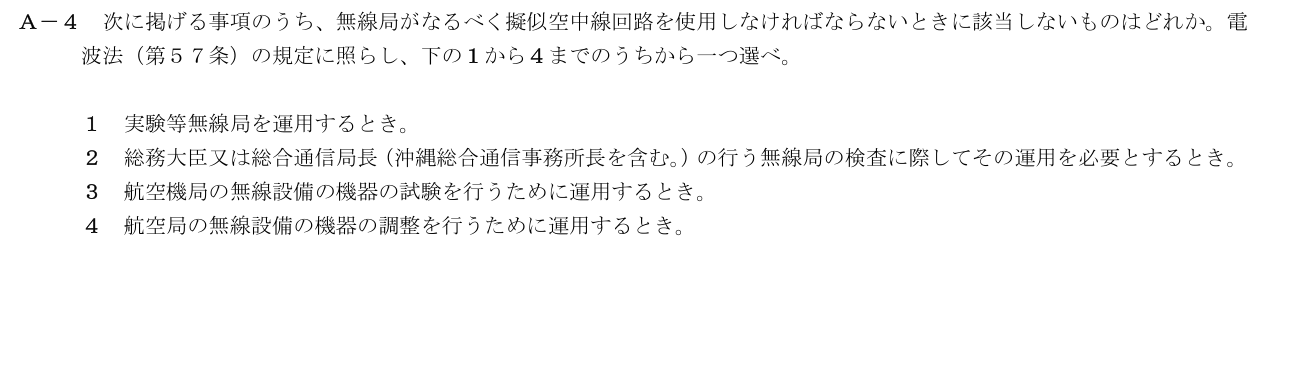 Ａ－４　次に掲げる事項のうち、無線局がなるべく擬似空中線回路を使用しなければならないときに該当しないものはどれか。電
波法（第５７条）の規定に照らし、下の１から４までのうちから一つ選べ。
１　実験等無線局を運用するとき。
２　総務大臣又は総合通信局長（沖縄総合通信事務所長を含む。）の行う無線局の検査に際してその運用を必要とするとき。
３　航空機局の無線設備の機器の試験を行うために運用するとき。
４　航空局の無線設備の機器の調整を行うために運用するとき。